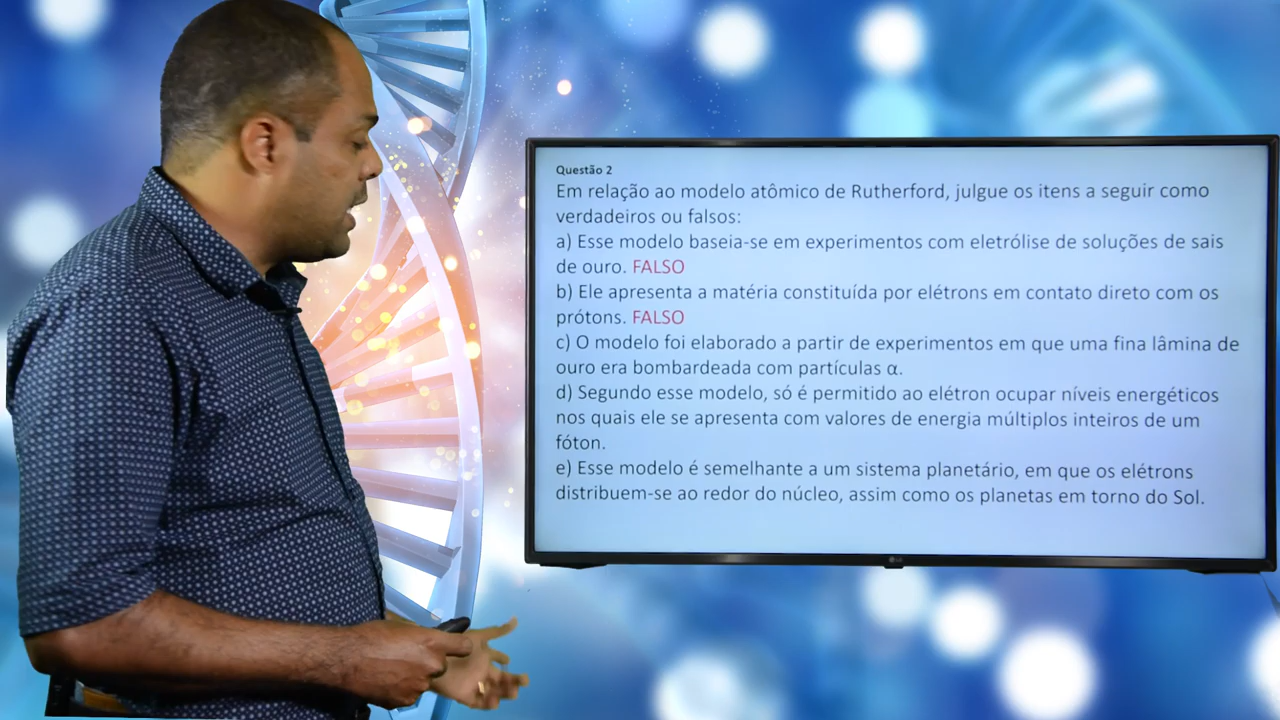 Questão 2
Em relação ao modelo atômico de Rutherford, julgue os itens a seguir como
verdadeiros ou falsos:
a) Esse modelo baseia-se em experimentos com eletrólise de soluções de sais
de ouro. FALSO
b) Ele apresenta a matéria constituída por elétrons em contato direto com os
prótons. FALSO
c) O modelo foi elaborado a partir de experimentos em que uma fina lâmina de
ouro era bombardeada com partículas α.
d) Segundo esse modelo, só é permitido ao elétron ocupar níveis energéticos
nos quais ele se apresenta com valores de energia múltiplos inteiros de um
fóton.
e) Esse modelo é semelhante a um sistema planetário, em que os elétrons
distribuem-se ao redor do núcleo, assim como os planetas em torno do Sol.
LG